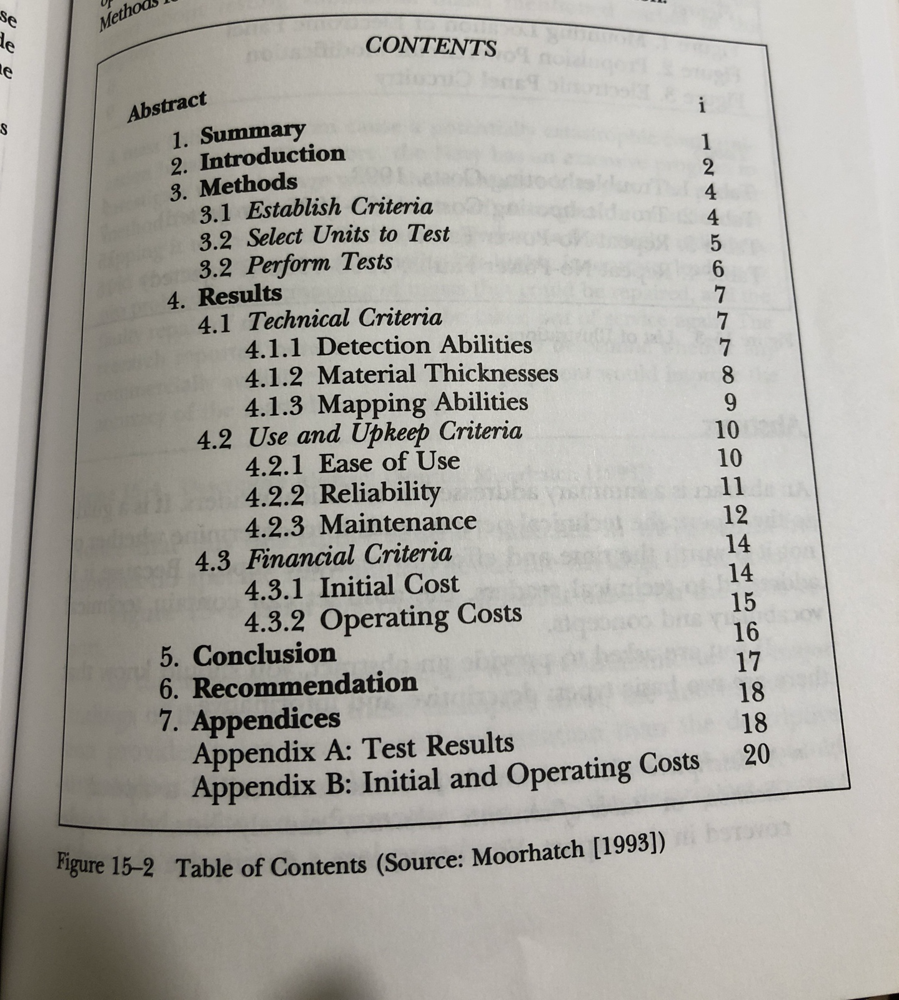 se
Methods
CONTENTS
Abstract i
1. Summary 1
2. Introduction 2
3. Methods 4
3.1 Establish Criteria 4
3.2 Select Units to Test 5
3.2 Perform Tests 6
4. Results 7
4.1 Technical Criteria 7
4.1.1 Detection Abilities 7
4.1.2 Material Thicknesses 8
4.1.3 Mapping Abilities 9
4.2 Use and Upkeep Criteria 10
4.2.1 Ease of Use 10
4.2.2 Reliability 11
4.2.3 Maintenance 12
4.3 Financial Criteria 14
4.3.1 Initial Cost 14
4.3.2 Operating Costs 15
5. Conclusion 16
6. Recommendation 17
7. Appendices 18
Appendix A: Test Results 18
Appendix B: Initial and Operating Costs 20
Figure 15–2 Table of Contents (Source: Moorhatch [1993])